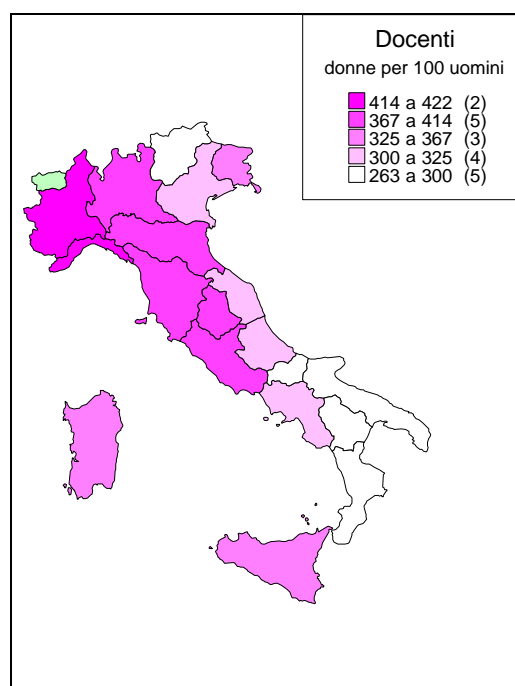 Docenti
donne per 100 uomini
414 a 422 (2)
367 a 414 (5)
325 a 367 (3)
300 a 325 (4)
263 a 300 (5)